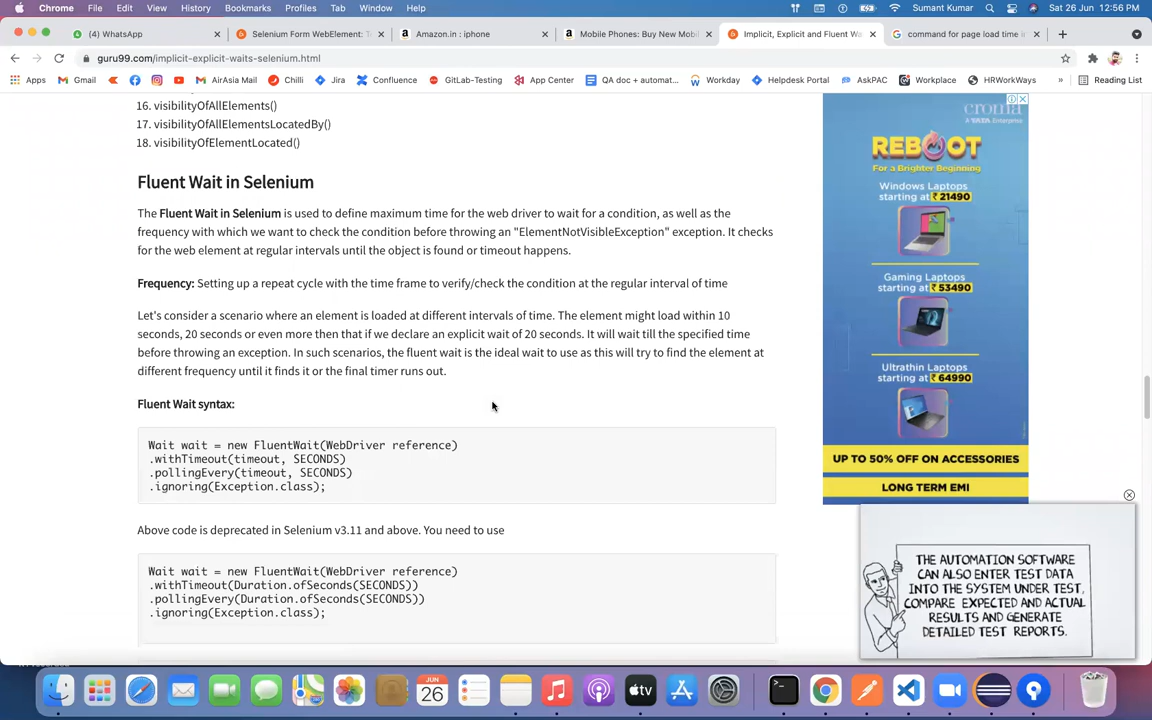 Chrome File Edit View History Bookmarks Profiles Tab Window Help Sumant Kumar Sat 26 Jun 12:56 PM
(4) WhatsApp Selenium Form WebElement: T Amazon.in : iphone Mobile Phones: Buy New Mobil Implicit, Explicit and Fluent Wa command for page load time i
guru99.com/implicit-explicit-waits-selenium.html
Apps Gmail AirAsia Mail Chilli Jira Confluence GitLab-Testing App Center QA doc + automat... Workday Helpdesk Portal AskPAC Workplace HRWorkWays » Reading List
16. visibilityOfAllElements()
17. visibilityOfAllElementsLocatedBy()
18. visibilityOfElementLocated()
Fluent Wait in Selenium
The Fluent Wait in Selenium is used to define maximum time for the web driver to wait for a condition, as well as the
frequency with which we want to check the condition before throwing an "ElementNotVisibleException" exception. It checks
for the web element at regular intervals until the object is found or timeout happens.
Frequency: Setting up a repeat cycle with the time frame to verify/check the condition at the regular interval of time
Let's consider a scenario where an element is loaded at different intervals of time. The element might load within 10
seconds, 20 seconds or even more then that if we declare an explicit wait of 20 seconds. It will wait till the specified time
before throwing an exception. In such scenarios, the fluent wait is the ideal wait to use as this will try to find the element at
different frequency until it finds it or the final timer runs out.
Fluent Wait syntax:
Wait wait = new FluentWait(WebDriver reference)
.withTimeout(timeout, SECONDS)
.pollingEvery(timeout, SECONDS)
.ignoring(Exception.class);
Above code is deprecated in Selenium v3.11 and above. You need to use
Wait wait = new FluentWait(WebDriver reference)
.withTimeout(Duration.ofSeconds(SECONDS))
.pollingEvery(Duration.ofSeconds(SECONDS))
.ignoring(Exception.class);
croma
A TATA Enterprise
REBOOT
For a Brighter Beginning
Windows Laptops
starting at ₹21490
Gaming Laptops
starting at ₹53490
Ultrathin Laptops
starting at ₹64990
UP TO 50% OFF ON ACCESSORIES
LONG TERM EMI
THE AUTOMATION SOFTWARE
CAN ALSO ENTER TEST DATA
INTO THE SYSTEM UNDER TEST,
COMPARE EXPECTED AND ACTUAL
RESULTS AND GENERATE
DETAILED TEST REPORTS.
JUN
26
tv